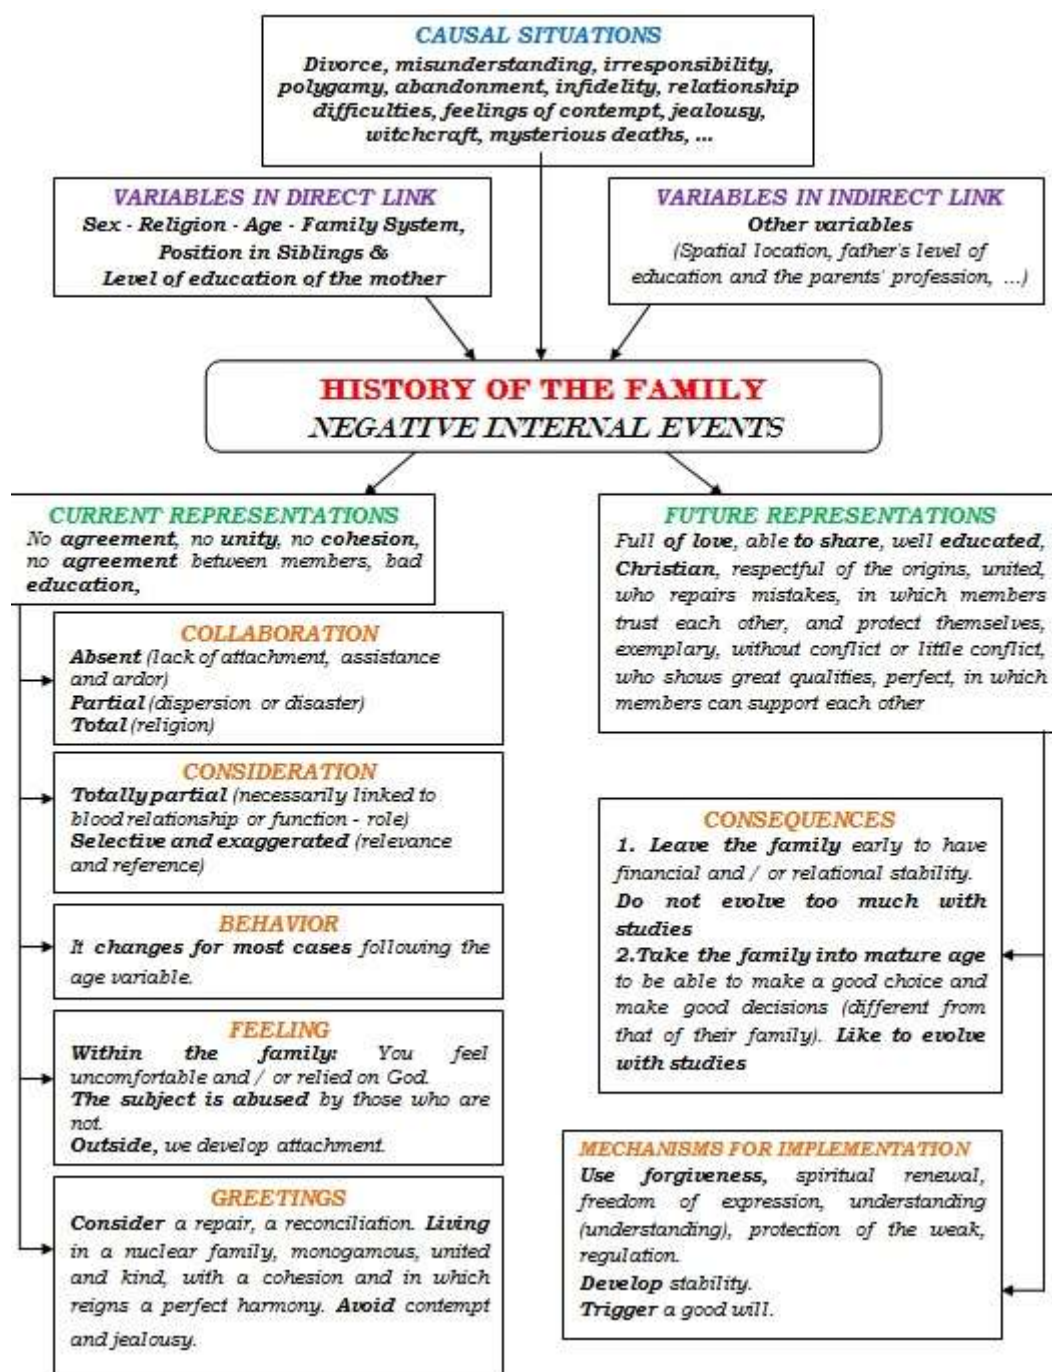 CAUSAL SITUATIONS
Divorce, misunderstanding, irresponsibility,
polygamy, abandonment, infidelity, relationship
difficulties, feelings of contempt, jealousy,
witchcraft, mysterious deaths, ...
VARIABLES IN DIRECT LINK
Sex - Religion - Age - Family System,
Position in Siblings &
Level of education of the mother
VARIABLES IN INDIRECT LINK
Other variables
(Spatial location, father's level of
education and the parents' profession, ...)
HISTORY OF THE FAMILY
NEGATIVE INTERNAL EVENTS
CURRENT REPRESENTATIONS
No agreement, no unity, no cohesion,
no agreement between members, bad
education,
COLLABORATION
Absent (lack of attachment, assistance
and ardor)
Partial (dispersion or disaster)
Total (religion)
CONSIDERATION
Totally partial (necessarily linked to
blood relationship or function - role)
Selective and exaggerated (relevance
and reference)
BEHAVIOR
It changes for most cases following the
age variable.
FEELING
Within the family: You feel
uncomfortable and / or relied on God.
The subject is abused by those who are
not.
Outside, we develop attachment.
GREETINGS
Consider a repair, a reconciliation. Living
in a nuclear family, monogamous, united
and kind, with a cohesion and in which
reigns a perfect harmony. Avoid contempt
and jealousy.
FUTURE REPRESENTATIONS
Full of love, able to share, well educated,
Christian, respectful of the origins, united,
who repairs mistakes, in which members
trust each other, and protect themselves,
exemplary, without conflict or little conflict,
who shows great qualities, perfect, in which
members can support each other
CONSEQUENCES
1. Leave the family early to have
financial and / or relational stability.
Do not evolve too much with
studies
2.Take the family into mature age
to be able to make a good choice and
make good decisions (different from
that of their family). Like to evolve
with studies
MECHANISMS FOR IMPLEMENTATION
Use forgiveness, spiritual renewal,
freedom of expression, understanding
(understanding), protection of the weak,
regulation.
Develop stability.
Trigger a good will.